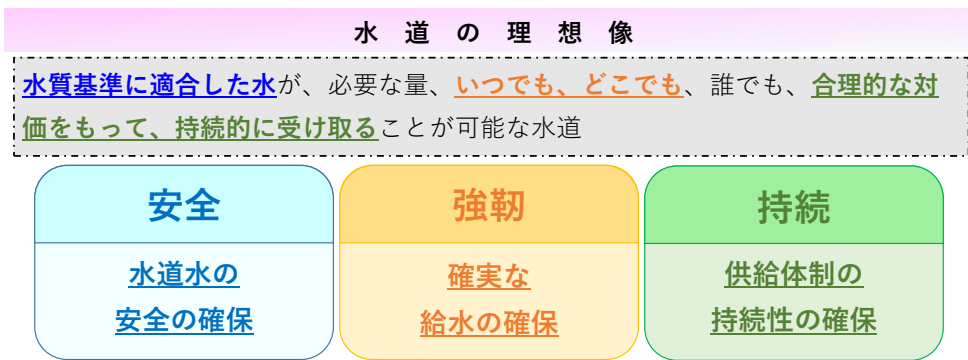 水道の理想像
水質基準に適合した水が、必要な量、いつでも、どこでも、誰でも、合理的な対
価をもって、持続的に受け取ることが可能な水道
安全
水道水の
安全の確保
強靭
確実な
給水の確保
持続
供給体制の
持続性の確保